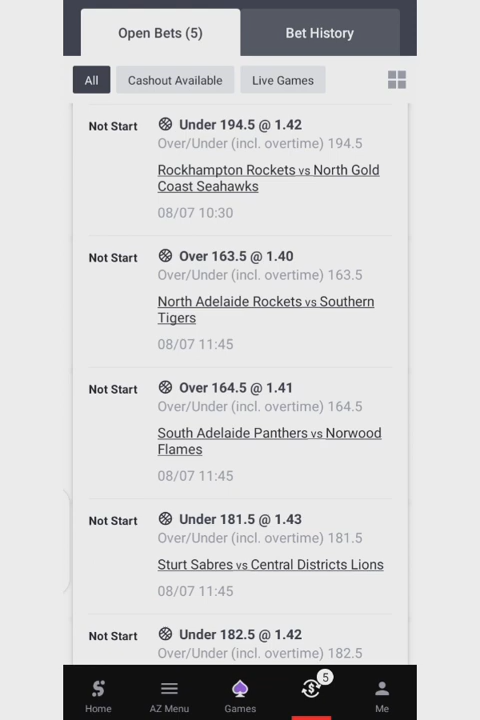 Open Bets (5)
Bet History
All
Cashout Available
Live Games
Not Start
Under 194.5 @ 1.42
Over/Under (incl. overtime) 194.5
Rockhampton Rockets vs North Gold
Coast Seahawks
08/07 10:30
Not Start
Over 163.5 @ 1.40
Over/Under (incl. overtime) 163.5
North Adelaide Rockets vs Southern
Tigers
08/07 11:45
Not Start
Over 164.5 @ 1.41
Over/Under (incl. overtime) 164.5
South Adelaide Panthers vs Norwood
Flames
08/07 11:45
Not Start
Under 181.5 @ 1.43
Over/Under (incl. overtime) 181.5
Sturt Sabres vs Central Districts Lions
08/07 11:45
Not Start
Under 182.5 @ 1.42
Over/Under (incl. overtime) 182.5
5
Home
AZ Menu
Games
Me